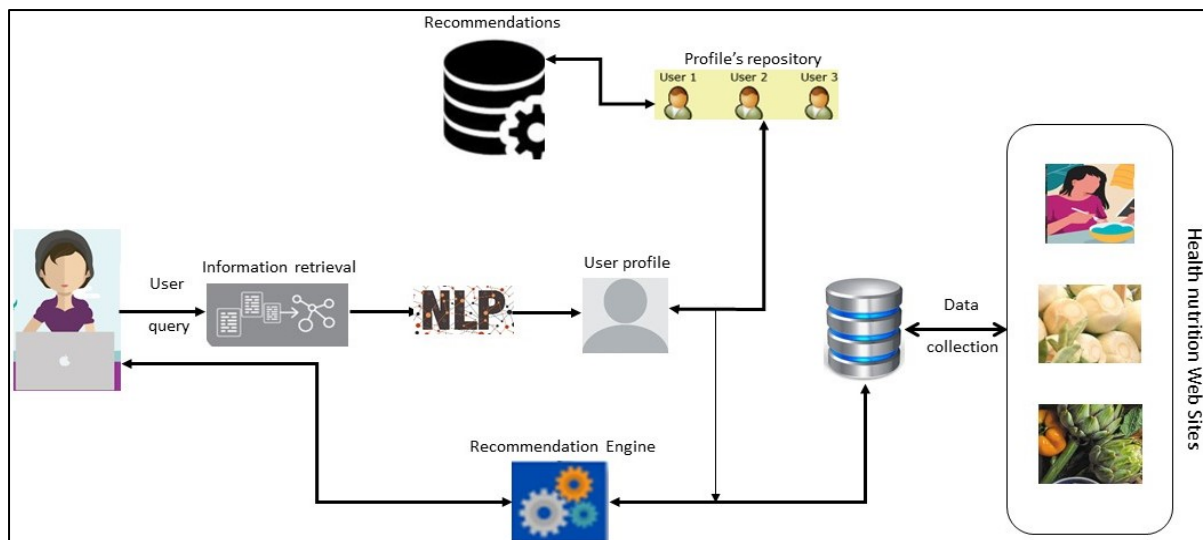 Recommendations
Profile's repository
User 1 User 2 User 3
User
query
Information retrieval
NLP
User profile
Data
collection
Health nutrition Web Sites
Recommendation Engine